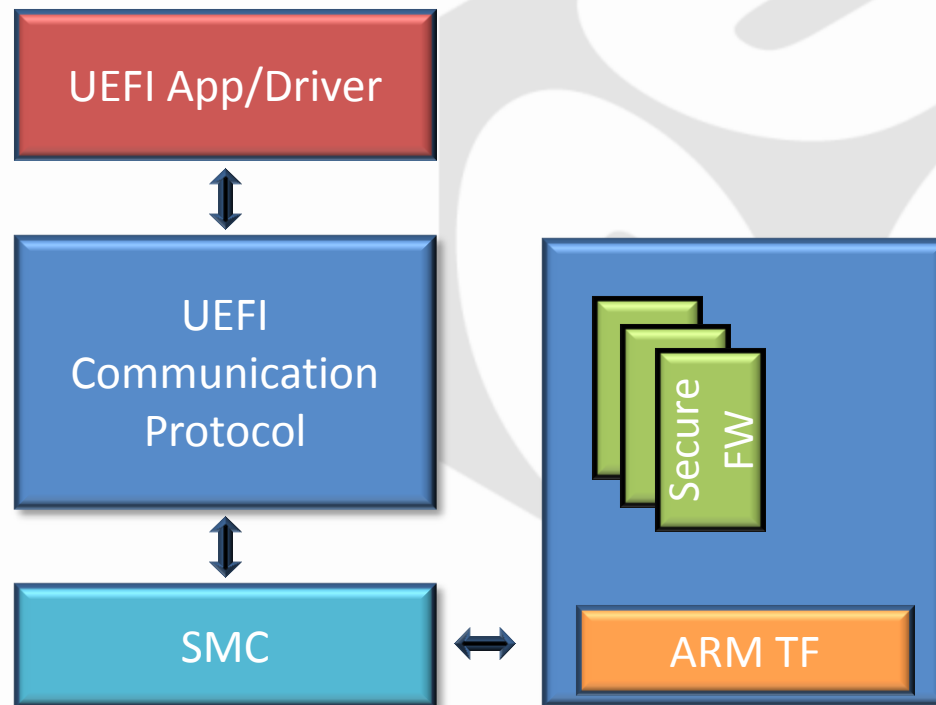 UEFI App/Driver
UEFI
Communication
Protocol
SMC
Secure
FW
ARM TF